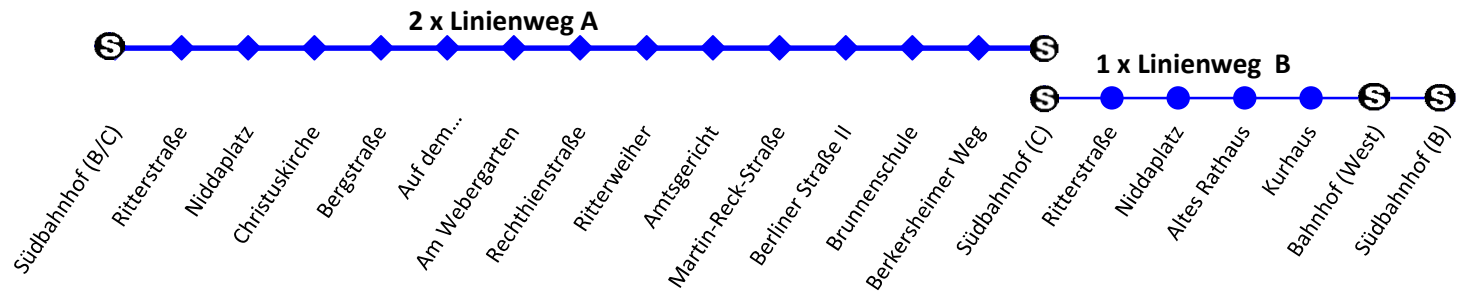 2 x Linienweg A
S
S
1 x Linienweg B
S
S
S
Südbahnhof (B/C)
Ritterstraße
Niddaplatz
Christuskirche
Bergstraße
Auf dem...
Am Webergarten
Rechthienstraße
Ritterweiher
Amtsgericht
Martin-Reck-Straße
Berliner Straße II
Brunnenschule
Berkersheimer Weg
Südbahnhof (C)
Ritterstraße
Niddaplatz
Altes Rathaus
Kurhaus
Bahnhof (West)
Südbahnhof (B)